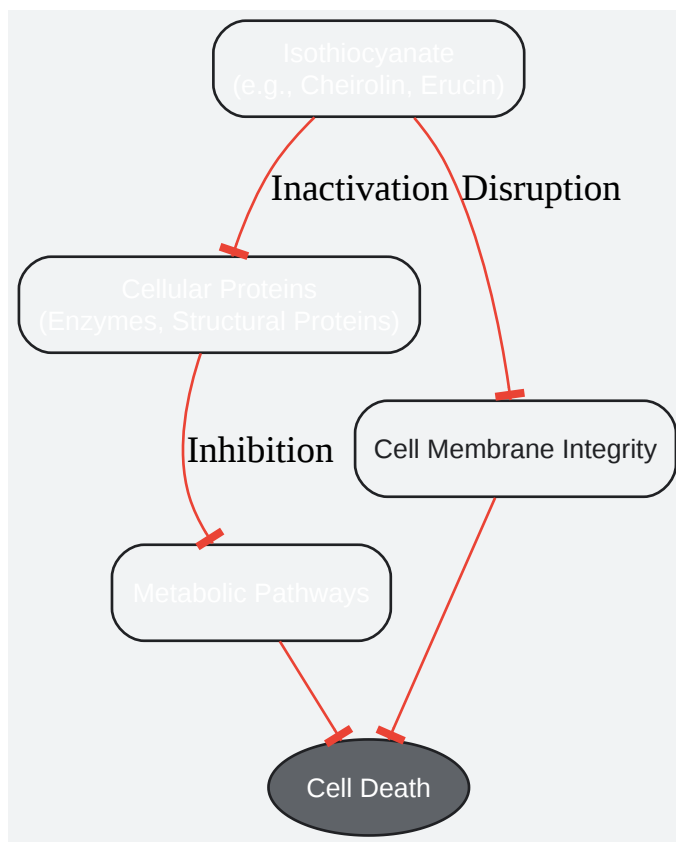 Isothiocyanate
(e.g., Cheirolin, Erucin)
Inactivation
Disruption
Cellular Proteins
(Enzymes, Structural Proteins)
Inhibition
Cell Membrane Integrity
Metabolic Pathways
Cell Death